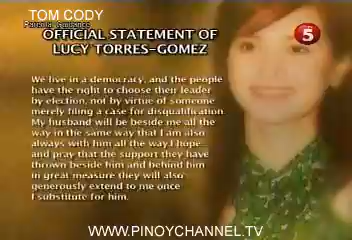 TOM CODY
Parental Guidance
OFFICIAL STATEMENT OF
LUCY TORRES-GOMEZ
5
We live in a democracy, and the people
have the right to choose their leader
by election, not by virtue of someone
merely filing a case for disqualification.
My husband will be beside me all the
way in the same way that I am also
always with him all the way. I hope
and pray that the support they have
thrown beside him and behind him
in great measure they will also
generously extend to me once
I substitute for him.
WWW.PINOYCHANNEL.TV